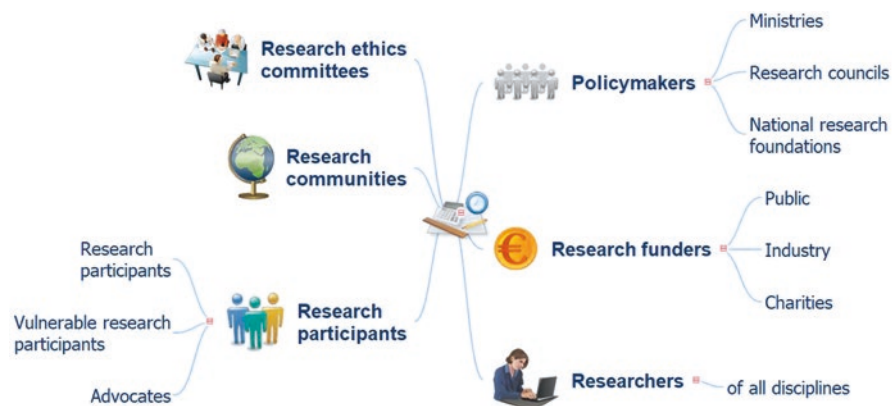 Research ethics
committees
Research
communities
Research
participants
Research
participants
Vulnerable research
participants
Advocates
Policymakers
Ministries
Research councils
National research
foundations
Research funders
Public
Industry
Charities
Researchers
of all disciplines